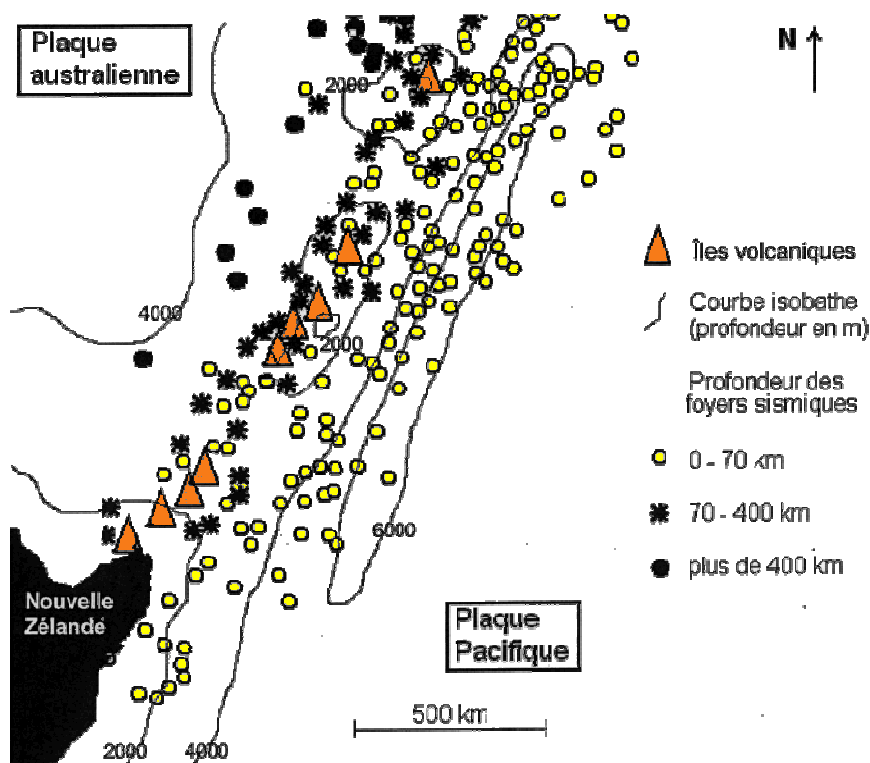 Plaque
australienne
N
2000
4000
2000
6000
Nouvelle
Zélande
Plaque
Pacifique
500 km
2000
4000
Îles volcaniques
Courbe isobathe
(profondeur en m)
Profondeur des
foyers sismiques
0 - 70 km
70 - 400 km
plus de 400 km